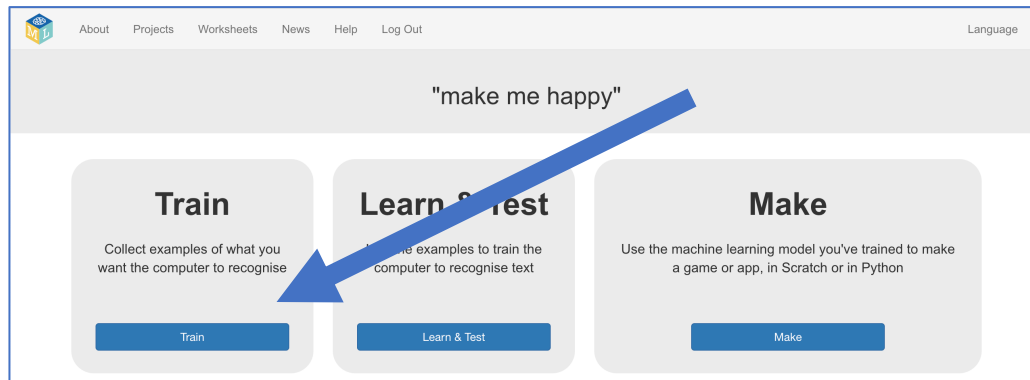 About Projects Worksheets News Help Log Out Language
"make me happy"
Train
Collect examples of what you
want the computer to recognise
Train
Learn & Test
examples to train the
computer to recognise text
Learn & Test
Make
Use the machine learning model you've trained to make
a game or app, in Scratch or in Python
Make